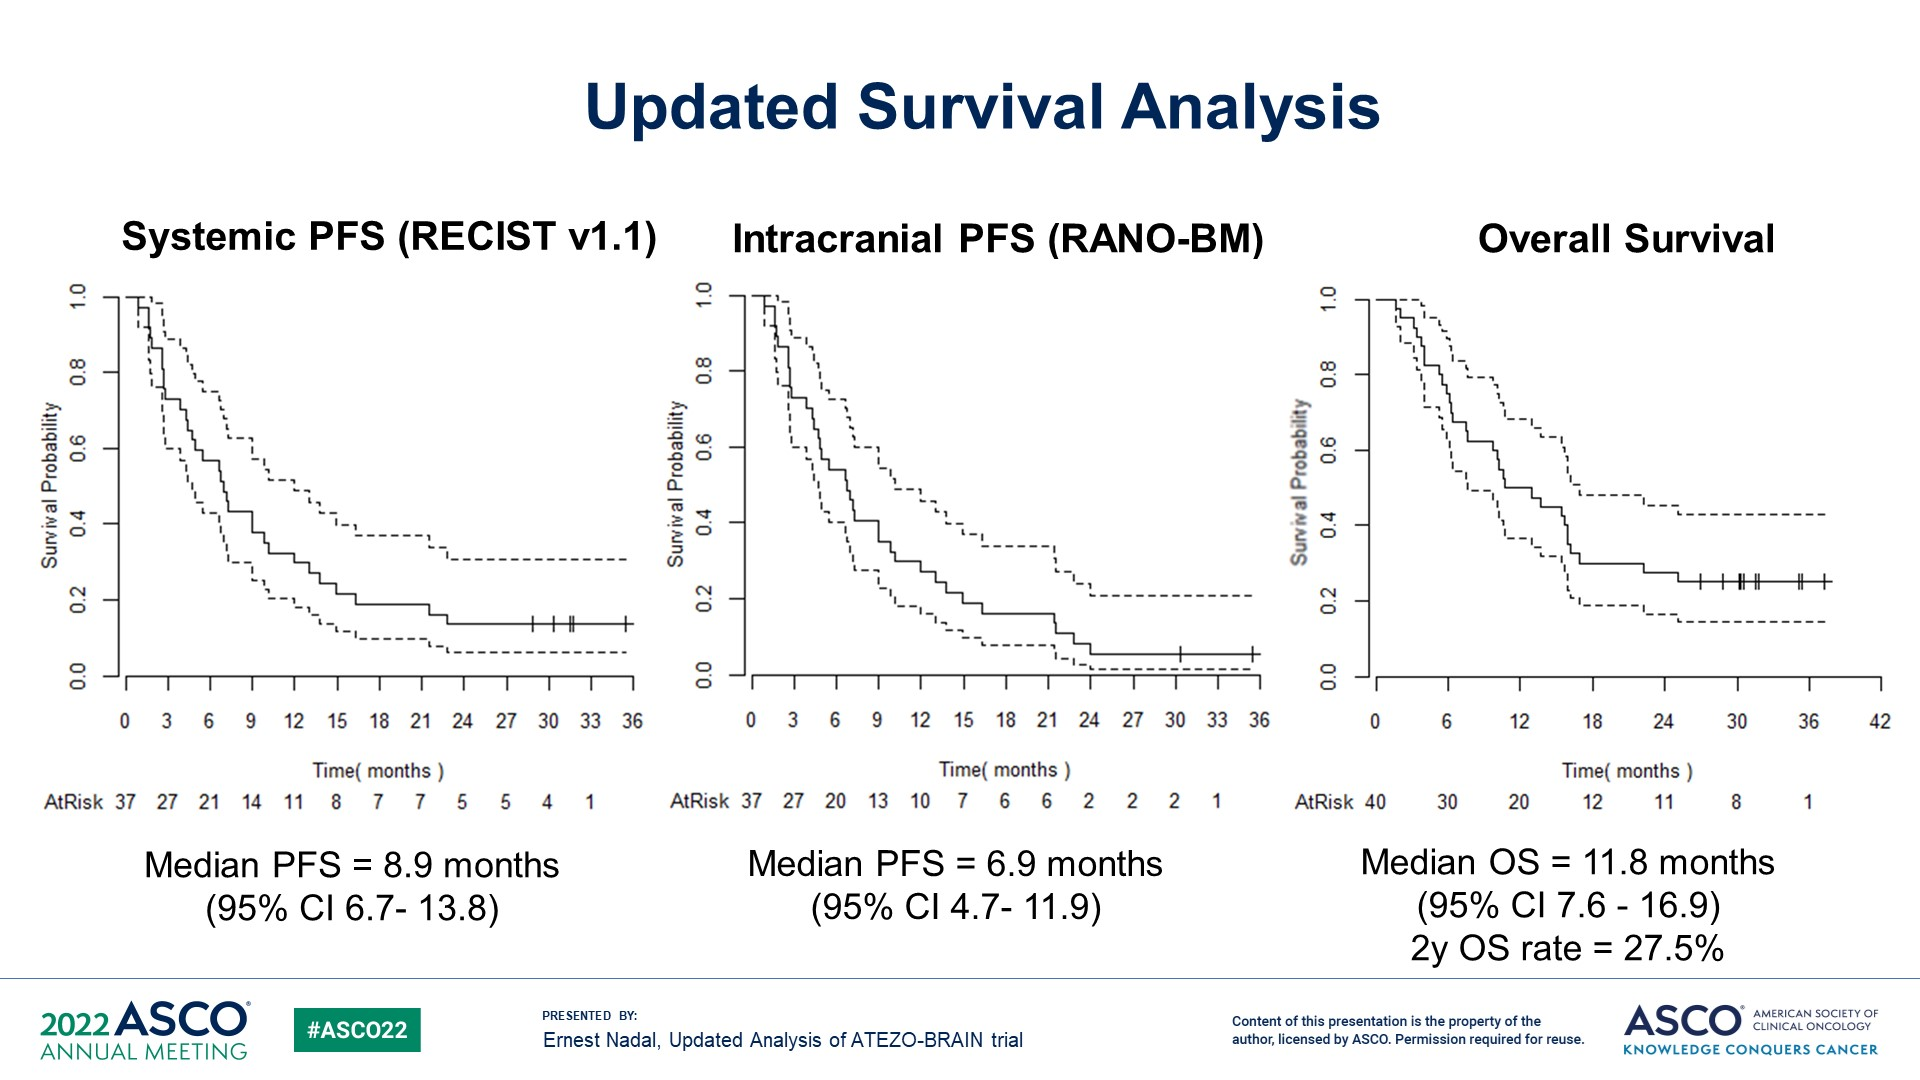 Updated Survival Analysis
Systemic PFS (RECIST v1.1)
Survival Probability
1.0
0.8
0.6
0.4
0.2
0.0
0 3 6 9 12 15 18 21 24 27 30 33 36
Time( months )
AtRisk 37 27 21 14 11 8 7 7 5 5 4 1
Median PFS = 8.9 months
(95% CI 6.7- 13.8)
Intracranial PFS (RANO-BM)
Survival Probability
1.0
0.8
0.6
0.4
0.2
0.0
0 3 6 9 12 15 18 21 24 27 30 33 36
Time( months )
AtRisk 37 27 20 13 10 7 6 6 2 2 2 1
Median PFS = 6.9 months
(95% CI 4.7- 11.9)
Overall Survival
Survival Probability
1.0
0.8
0.6
0.4
0.2
0.0
0 6 12 18 24 30 36 42
Time( months )
AtRisk 40 30 20 12 11 8 1
Median OS = 11.8 months
(95% CI 7.6 - 16.9)
2y OS rate = 27.5%
2022 ASCO®
ANNUAL MEETING
#ASCO22
PRESENTED BY:
Ernest Nadal, Updated Analysis of ATEZO-BRAIN trial
Content of this presentation is the property of the
author, licensed by ASCO. Permission required for reuse.
ASCO® AMERICAN SOCIETY OF
CLINICAL ONCOLOGY
KNOWLEDGE CONQUERS CANCER